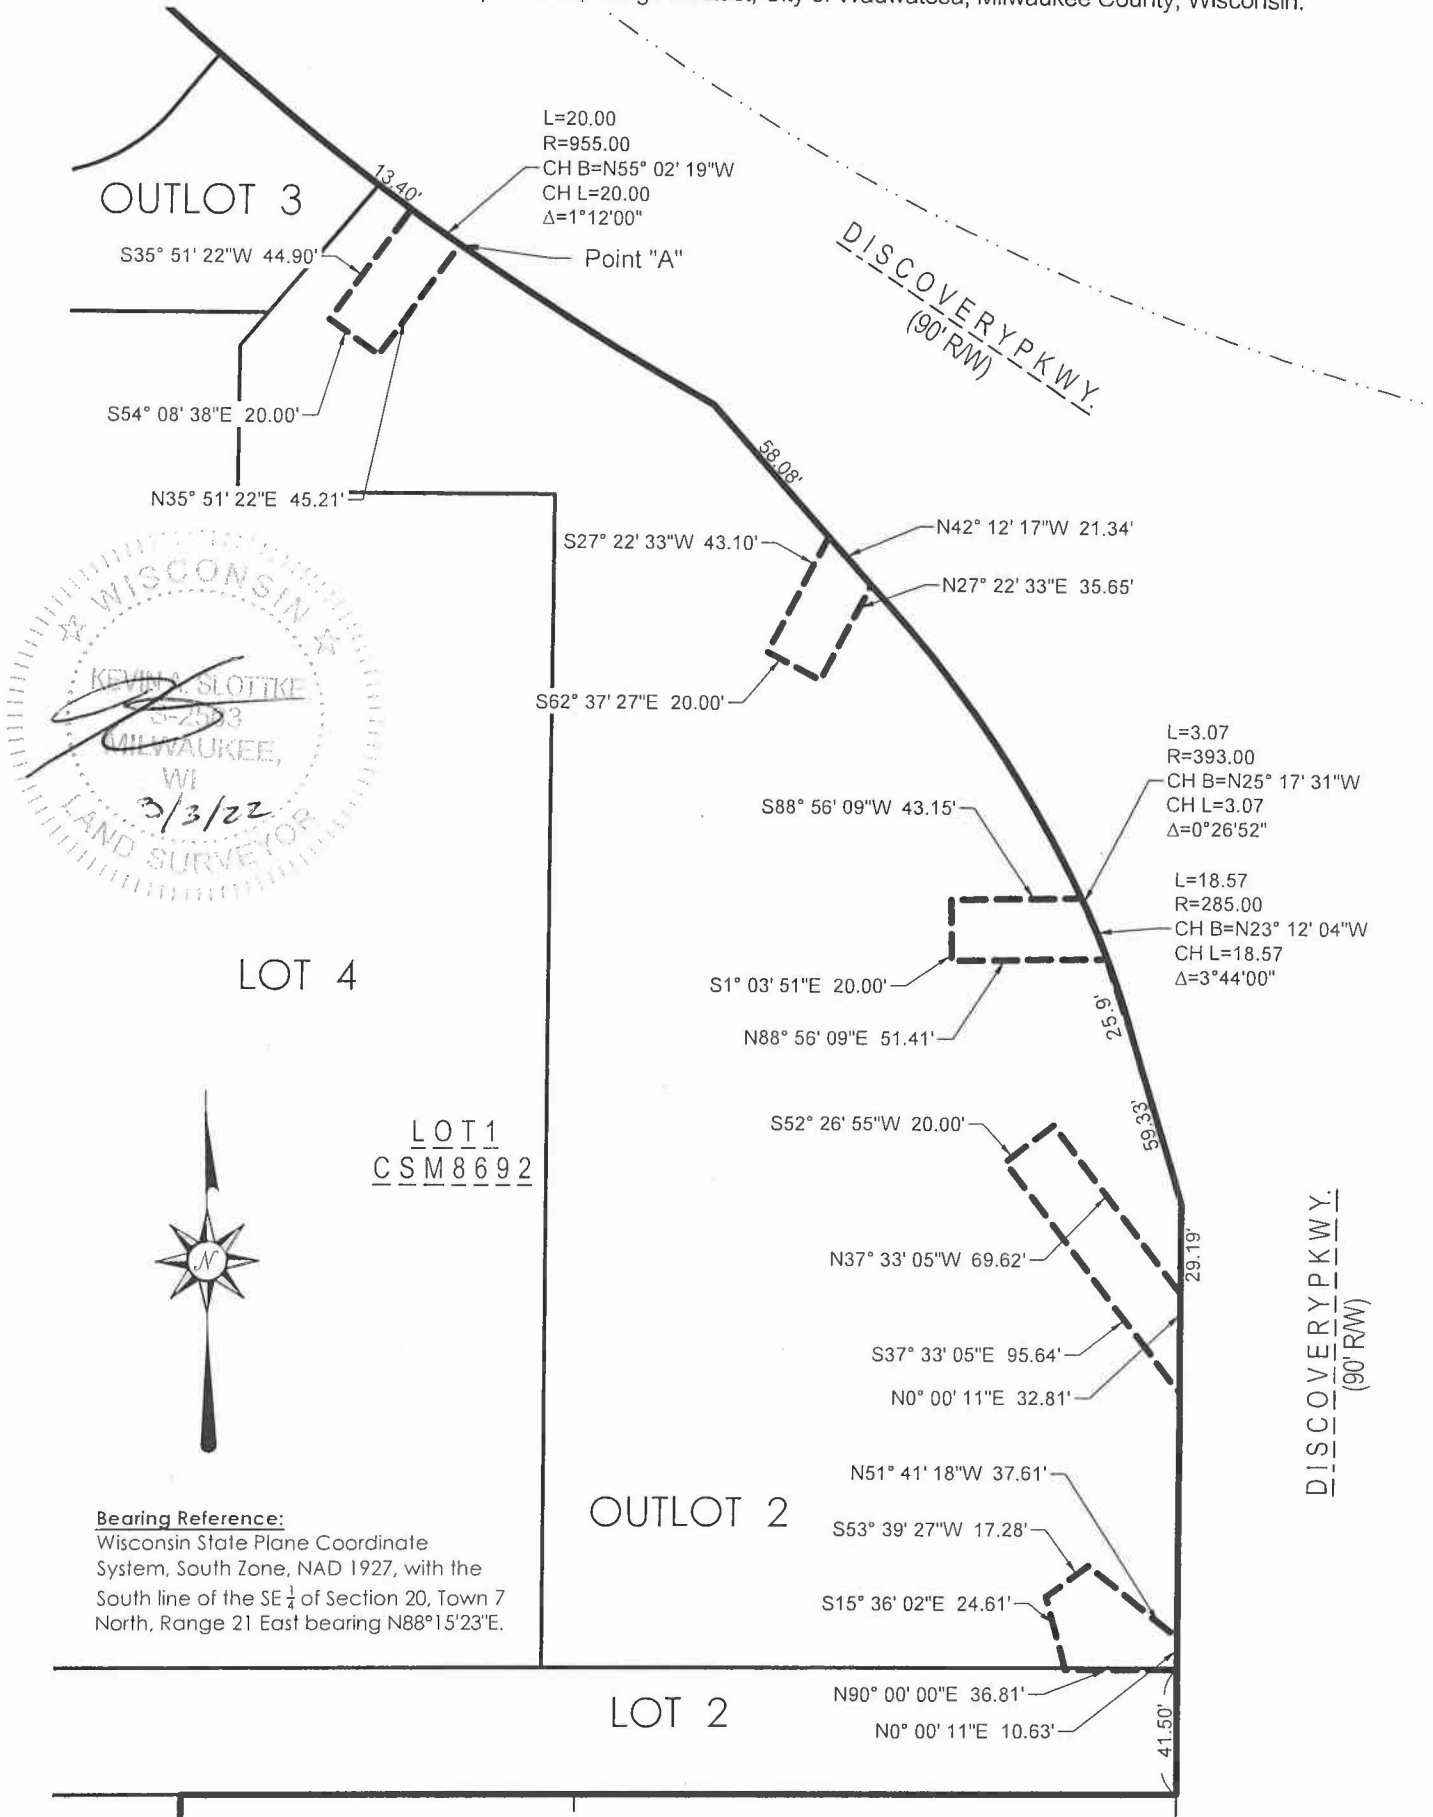 City of Wauwatosa, Milwaukee County, Wisconsin.
L=20.00
R=955.00
CH B=N55° 02' 19"W
CH L=20.00
Δ=1°12'00"
13.40'
OUTLOT 3
S35° 51' 22"W 44.90'
Point "A"
DISCOVERY PKWY.
(90' R/W)
S54° 08' 38"E 20.00'
N35° 51' 22"E 45.21'
58.08'
S27° 22' 33"W 43.10'
N42° 12' 17"W 21.34'
N27° 22' 33"E 35.65'
S62° 37' 27"E 20.00'
WISCONSIN
KEVIN A. SLOTTKE
S-2503
MILWAUKEE,
WI
3/3/22
LAND SURVEYOR
L=3.07
R=393.00
CH B=N25° 17' 31"W
CH L=3.07
Δ=0°26'52"
S88° 56' 09"W 43.15'
L=18.57
R=285.00
CH B=N23° 12' 04"W
CH L=18.57
Δ=3°44'00"
LOT 4
S1° 03' 51"E 20.00'
N88° 56' 09"E 51.41'
25.9'
59.33'
S52° 26' 55"W 20.00'
LOT 1
CSM 8692
N
N37° 33' 05"W 69.62'
29.19'
DISCOVERY PKWY.
(90' R/W)
S37° 33' 05"E 95.64'
N0° 00' 11"E 32.81'
N51° 41' 18"W 37.61'
OUTLOT 2
S53° 39' 27"W 17.28'
S15° 36' 02"E 24.61'
Bearing Reference:
Wisconsin State Plane Coordinate
System, South Zone, NAD 1927, with the
South line of the SE 1/4 of Section 20, Town 7
North, Range 21 East bearing N88°15'23"E.
N90° 00' 00"E 36.81'
LOT 2
N0° 00' 11"E 10.63'
41.50'